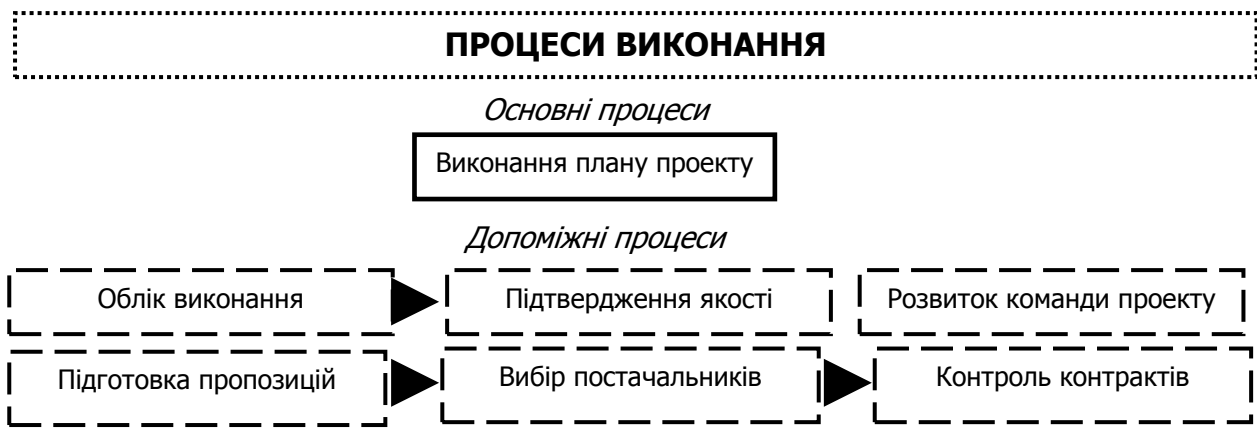 ПРОЦЕСИ ВИКОНАННЯ
Основні процеси
Виконання плану проекту
Допоміжні процеси
Облік виконання
Підтвердження якості
Розвиток команди проекту
Підготовка пропозицій
Вибір постачальників
Контроль контрактів